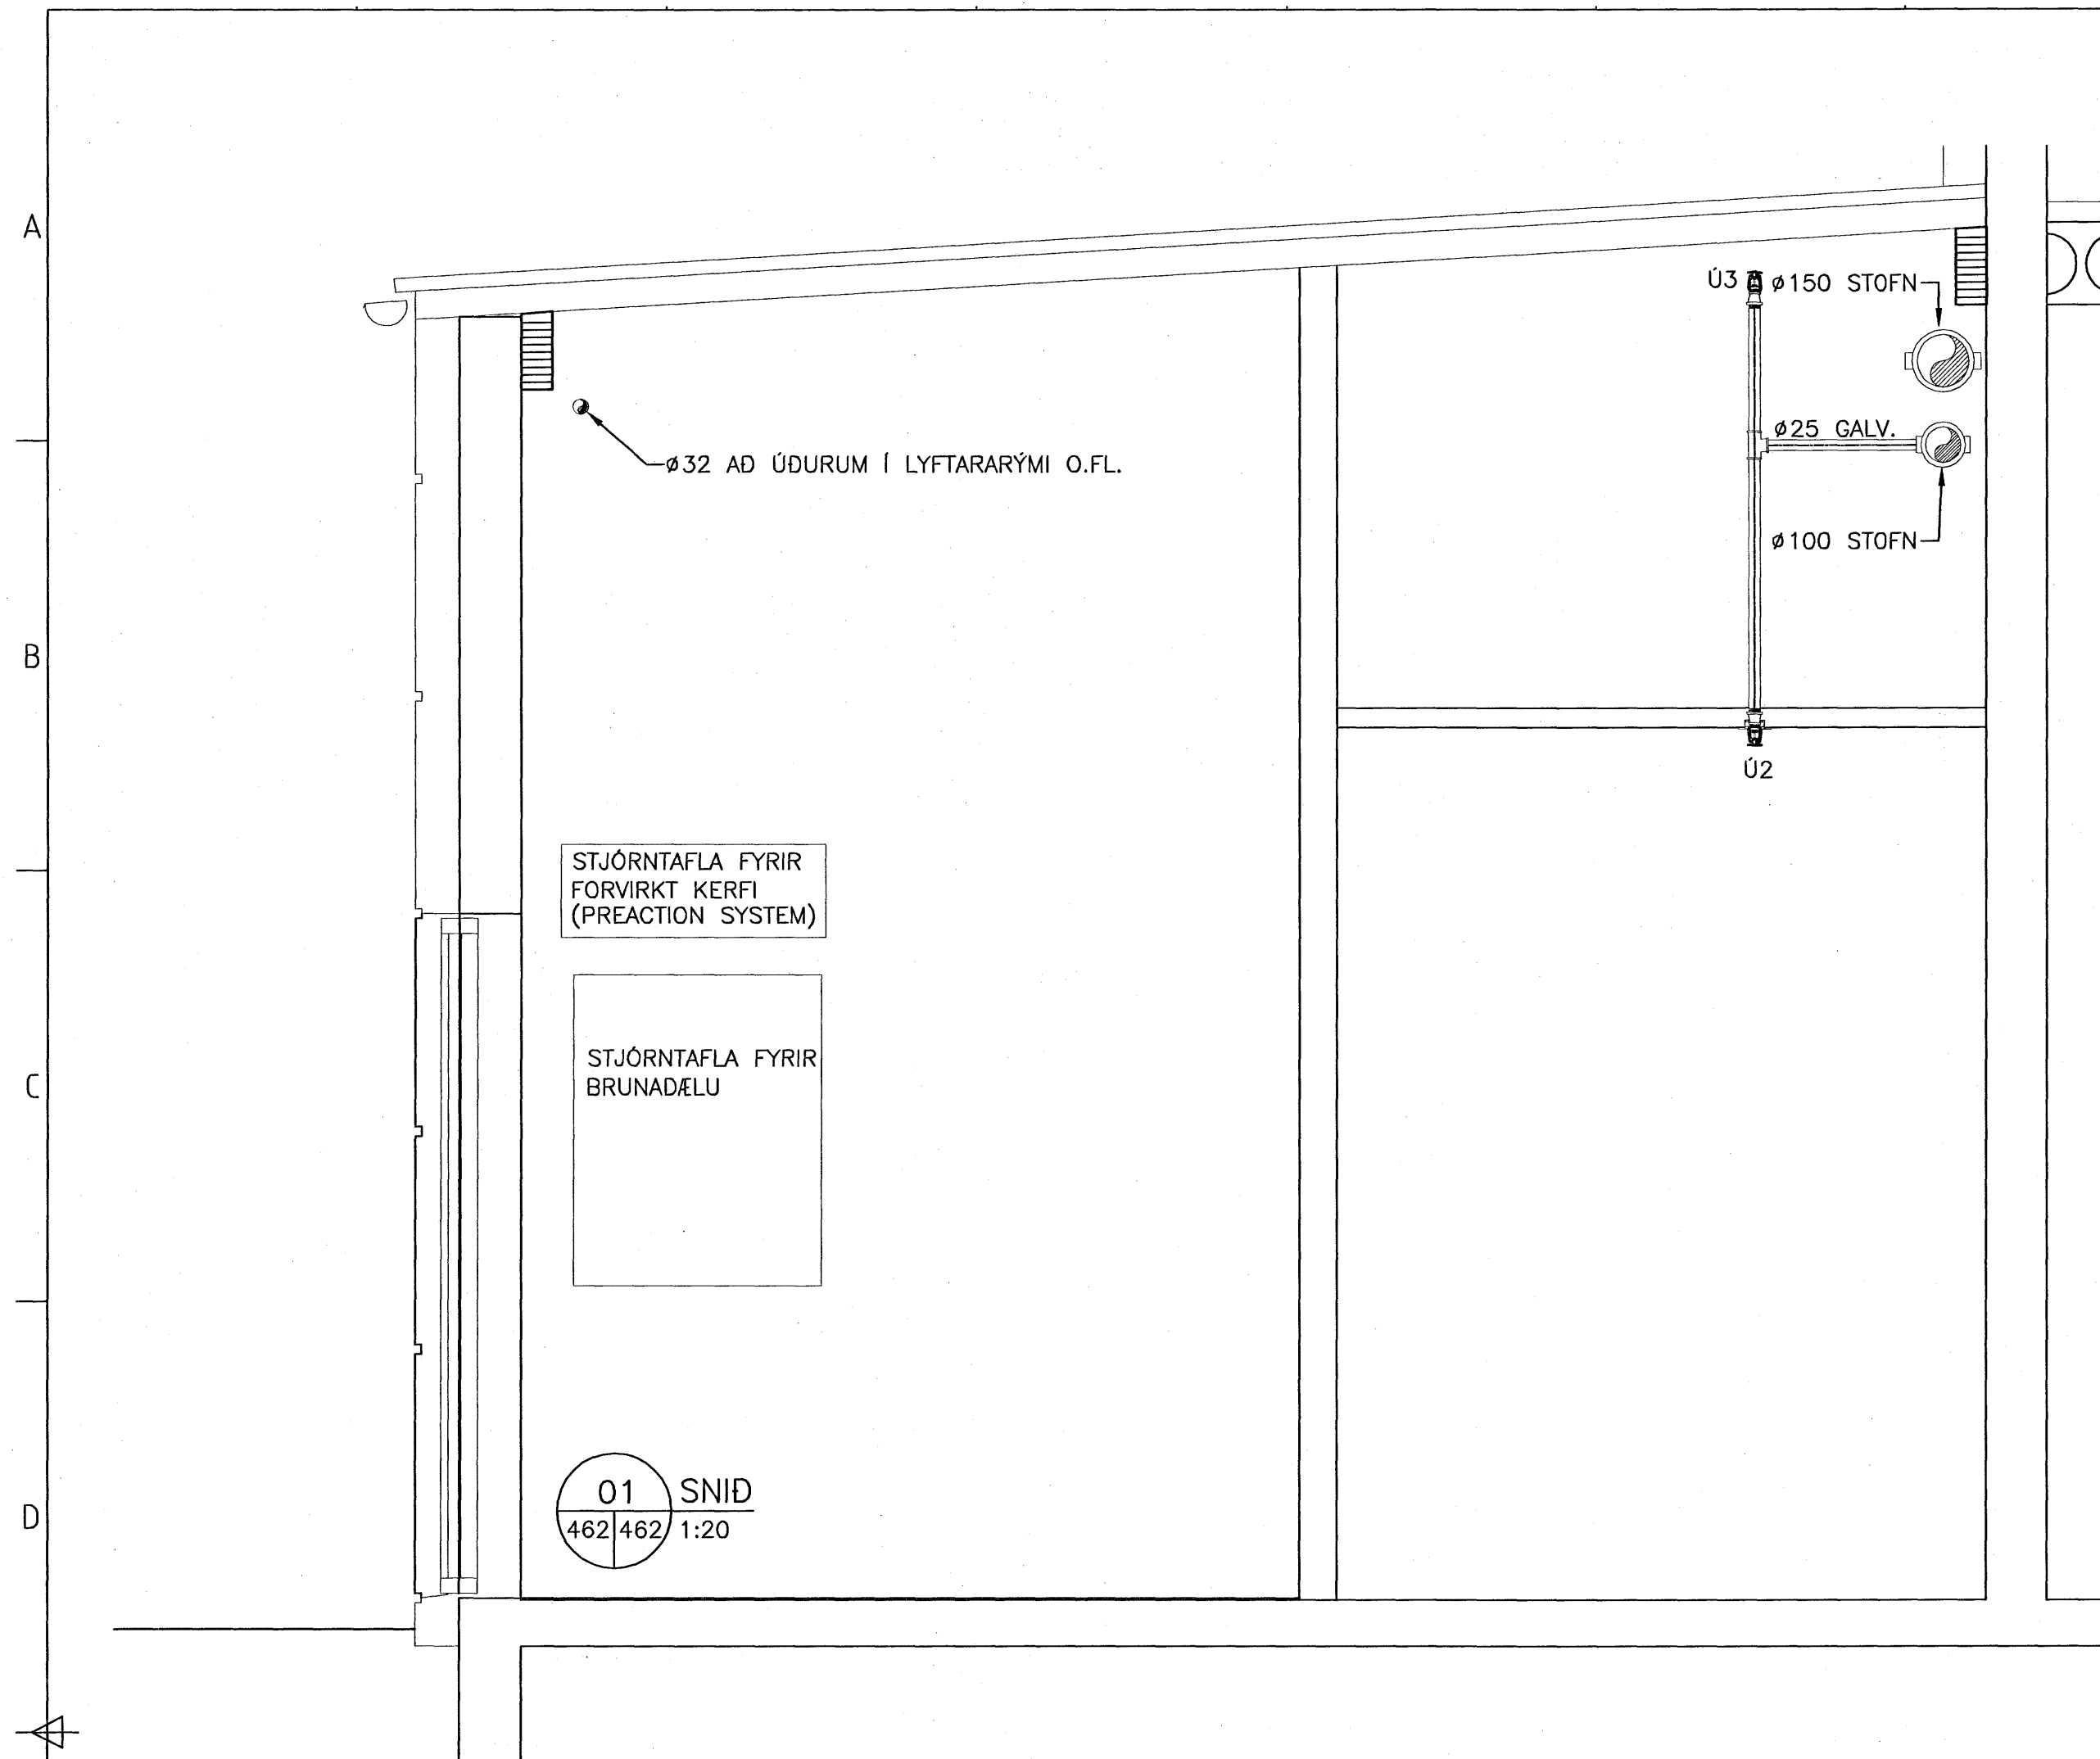 A
Ú3
ø150 STOFN
ø25 GALV.
ø32 AÐ ÚÐURUM Í LYFTARARÝMI O.FL.
ø100 STOFN
B
Ú2
STJÓRNTAFLA FYRIR
FORVIRKT KERFI
(PREACTION SYSTEM)
STJÓRNTAFLA FYRIR
BRUNADÆLU
C
01 SNIÐ
462 462 1:20
D